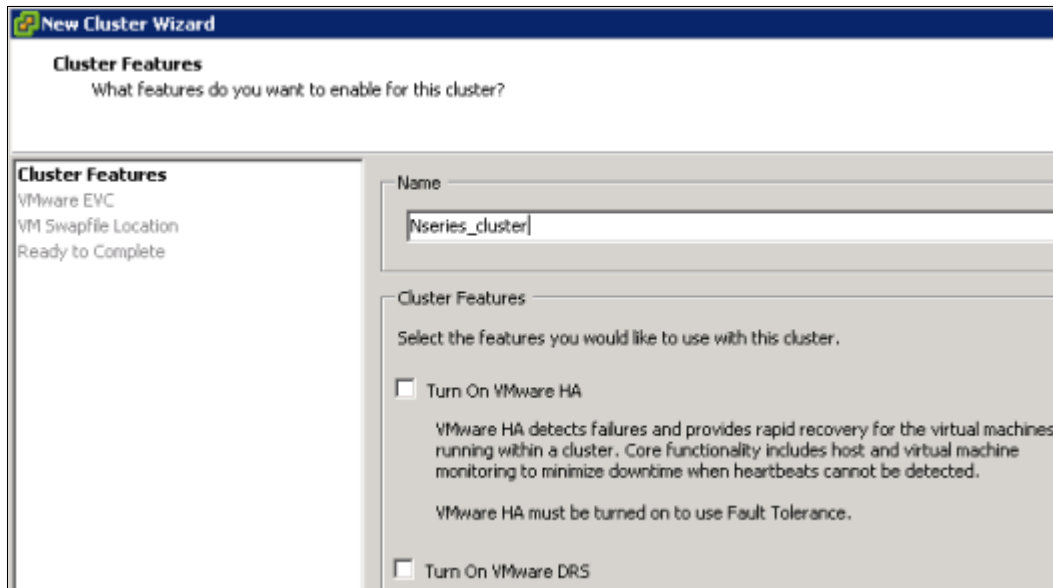 New Cluster Wizard
Cluster Features
What features do you want to enable for this cluster?
Cluster Features
VMware EVC
VM Swapfile Location
Ready to Complete
Name
Nseries_cluster
Cluster Features
Select the features you would like to use with this cluster.
Turn On VMware HA
VMware HA detects failures and provides rapid recovery for the virtual machines
running within a cluster. Core functionality includes host and virtual machine
monitoring to minimize downtime when heartbeats cannot be detected.
VMware HA must be turned on to use Fault Tolerance.
Turn On VMware DRS